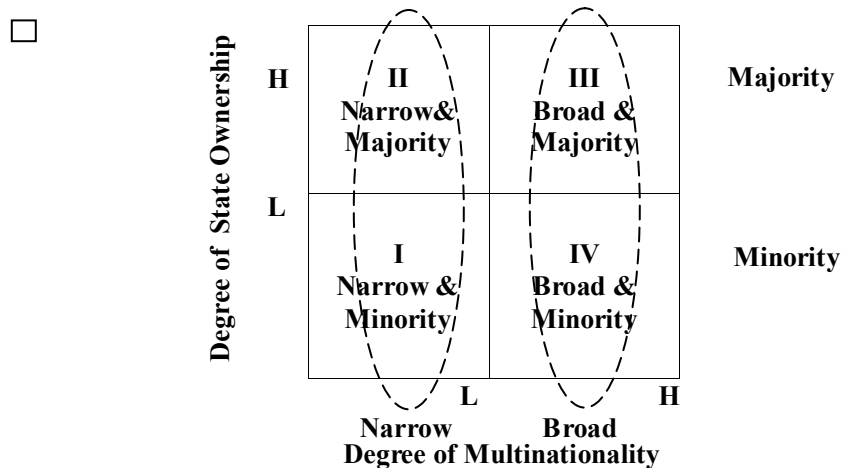 Degree of State Ownership
H
II
Narrow&
Majority
III
Broad &
Majority
Majority
L
I
Narrow &
Minority
IV
Broad &
Minority
Minority
L
H
Narrow
Broad
Degree of Multinationality